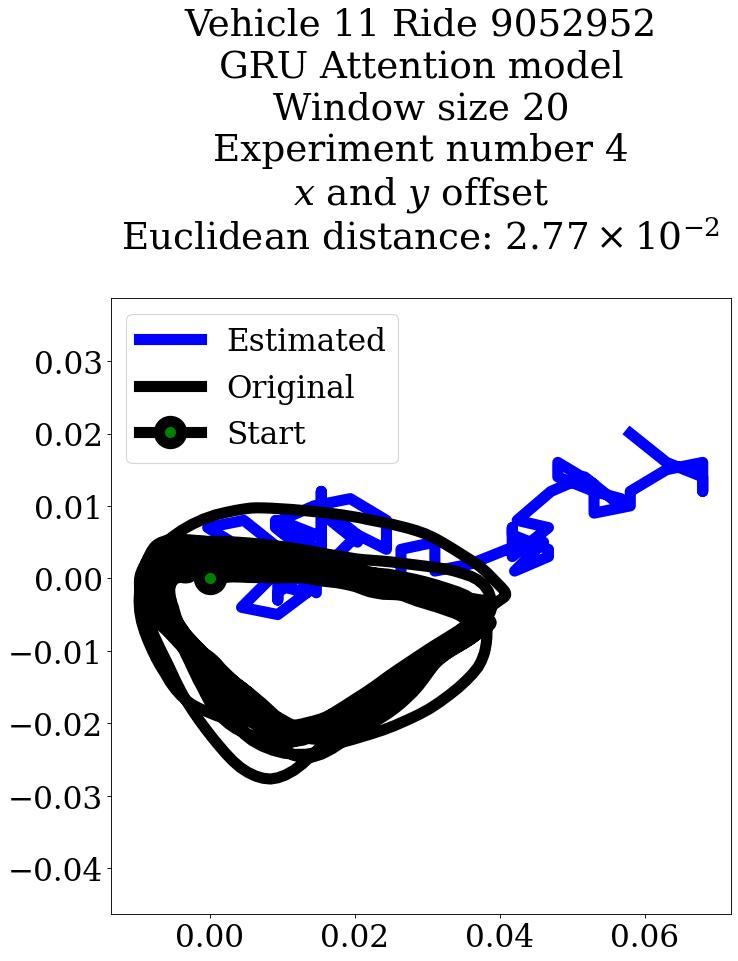 Vehicle 11 Ride 9052952
GRU Attention model
Window size 20
Experiment number 4
x and y offset
Euclidean distance: 2.77 × 10⁻²
Estimated
Original
Start
0.03
0.02
0.01
0.00
−0.01
−0.02
−0.03
−0.04
0.00 0.02 0.04 0.06